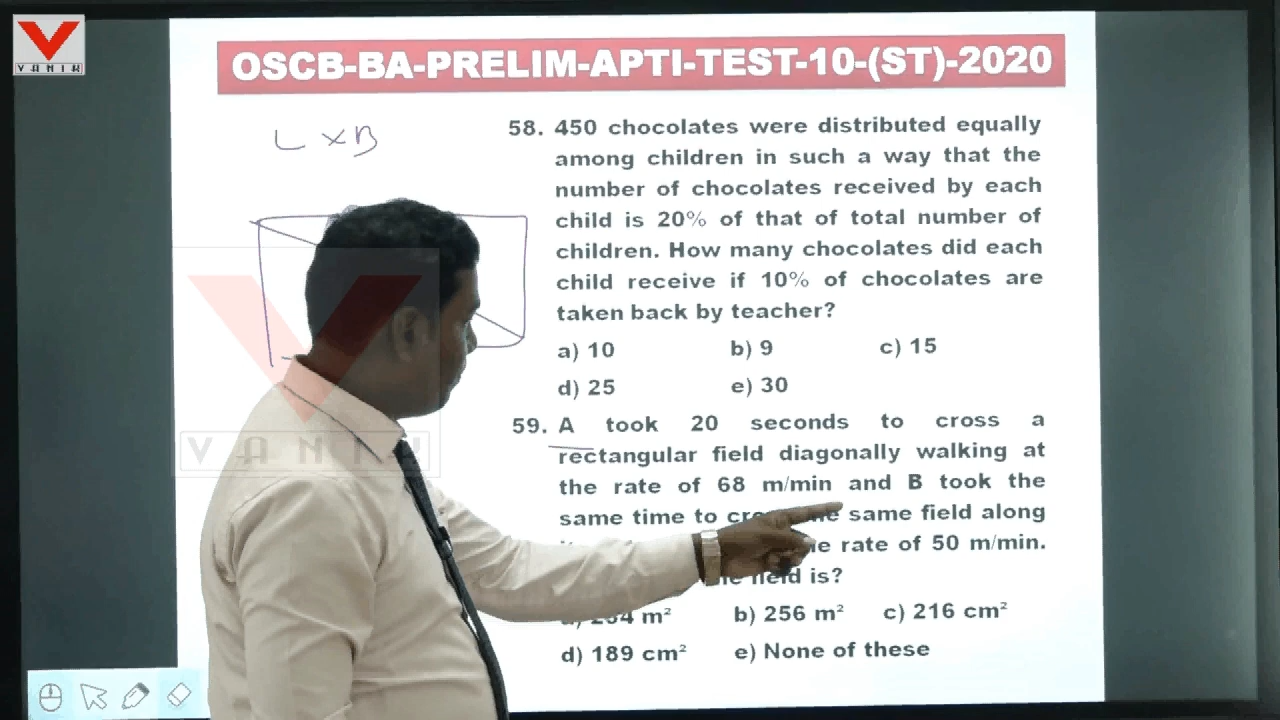 VANIK
OSCB-BA-PRELIM-APTI-TEST-10-(ST)-2020
L × B
58. 450 chocolates were distributed equally
among children in such a way that the
number of chocolates received by each
child is 20% of that of total number of
children. How many chocolates did each
child receive if 10% of chocolates are
taken back by teacher?
a) 10 b) 9 c) 15
d) 25 e) 30
59. A took 20 seconds to cross a
rectangular field diagonally walking at
the rate of 68 m/min and B took the
same time to same field along
rate of 50 m/min.
is?
m² b) 256 m² c) 216 cm²
d) 189 cm² e) None of these
VANIK